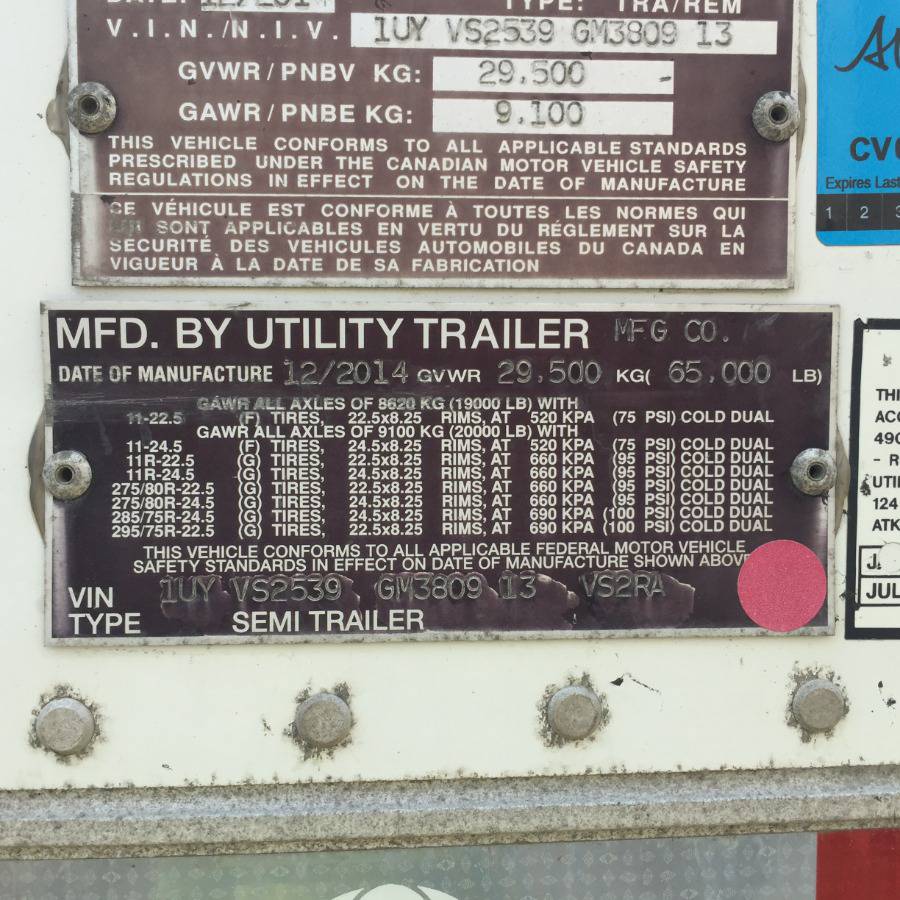 DATE: 12/2014 TYPE: TRA/REM
V.I.N./N.I.V. 1UY VS2539 GM3809 13
GVWR/PNBV KG: 29.500
GAWR/PNBE KG: 9.100
THIS VEHICLE CONFORMS TO ALL APPLICABLE STANDARDS
PRESCRIBED UNDER THE CANADIAN MOTOR VEHICLE SAFETY
REGULATIONS IN EFFECT ON THE DATE OF MANUFACTURE
CE VÉHICULE EST CONFORME À TOUTES LES NORMES QUI
SONT APPLICABLES EN VERTU DU RÉGLEMENT SUR LA
SÉCURITÉ DES VEHICULES AUTOMOBILES DU CANADA EN
VIGUEUR À LA DATE DE SA FABRICATION
CV
Expires Last
1 2 3
MFD. BY UTILITY TRAILER MFG CO.
DATE OF MANUFACTURE 12/2014 GVWR 29.500 KG( 65.000 LB)
GAWR ALL AXLES OF 8620 KG (19000 LB) WITH
11-22.5 (F) TIRES, 22.5x8.25 RIMS, AT 520 KPA (75 PSI) COLD DUAL
GAWR ALL AXLES OF 9100 KG (20000 LB) WITH
11-24.5 (F) TIRES, 24.5x8.25 RIMS, AT 520 KPA (75 PSI) COLD DUAL
11R-22.5 (G) TIRES, 22.5x8.25 RIMS, AT 660 KPA (95 PSI) COLD DUAL
11R-24.5 (G) TIRES, 24.5x8.25 RIMS, AT 660 KPA (95 PSI) COLD DUAL
275/80R-22.5 (G) TIRES, 22.5x8.25 RIMS, AT 660 KPA (95 PSI) COLD DUAL
275/80R-24.5 (G) TIRES, 24.5x8.25 RIMS, AT 660 KPA (95 PSI) COLD DUAL
285/75R-24.5 (G) TIRES, 24.5x8.25 RIMS, AT 690 KPA (100 PSI) COLD DUAL
295/75R-22.5 (G) TIRES, 22.5x8.25 RIMS, AT 690 KPA (100 PSI) COLD DUAL
THIS VEHICLE CONFORMS TO ALL APPLICABLE FEDERAL MOTOR VEHICLE
SAFETY STANDARDS IN EFFECT ON DATE OF MANUFACTURE SHOWN ABOVE
VIN 1UY VS2539 GM3809 13 VS2RA
TYPE SEMI TRAILER
THI
ACC
490
- R
UTI
124
ATK
JUL